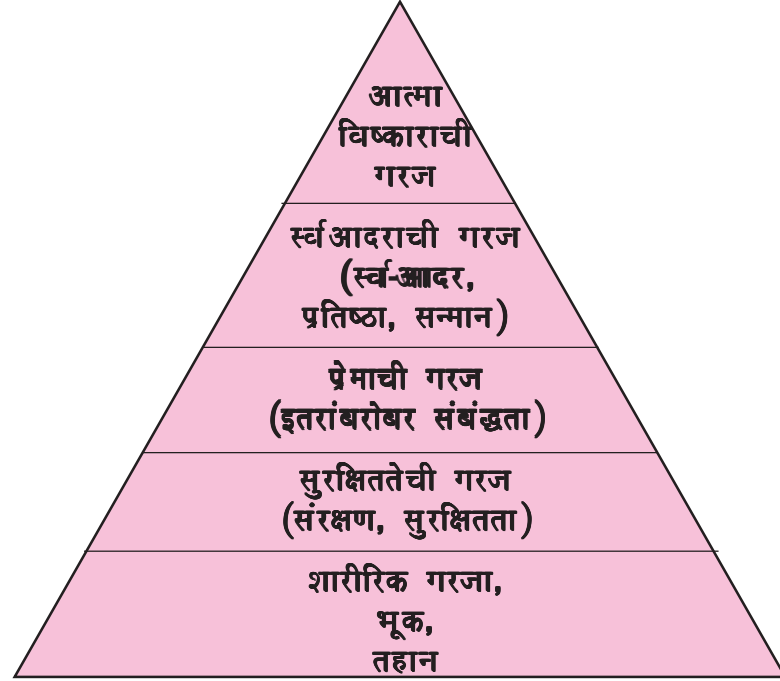 आत्मा
विष्काराची
गरज
स्वआदराची गरज
(स्व-आदर,
प्रतिष्ठा, सन्मान)
प्रेमाची गरज
(इतरांबरोबर संबंद्धता)
सुरक्षिततेची गरज
(संरक्षण, सुरक्षितता)
शारीरिक गरजा,
भूक,
तहान